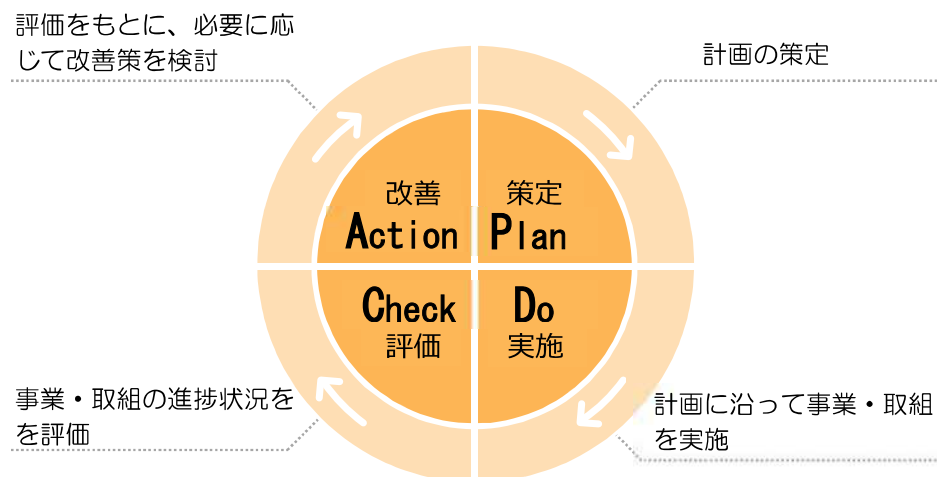 評価をもとに、必要に応
じて改善策を検討
計画の策定
改善
Action
策定
Plan
Check
評価
Do
実施
事業・取組の進捗状況を
を評価
計画に沿って事業・取組
を実施